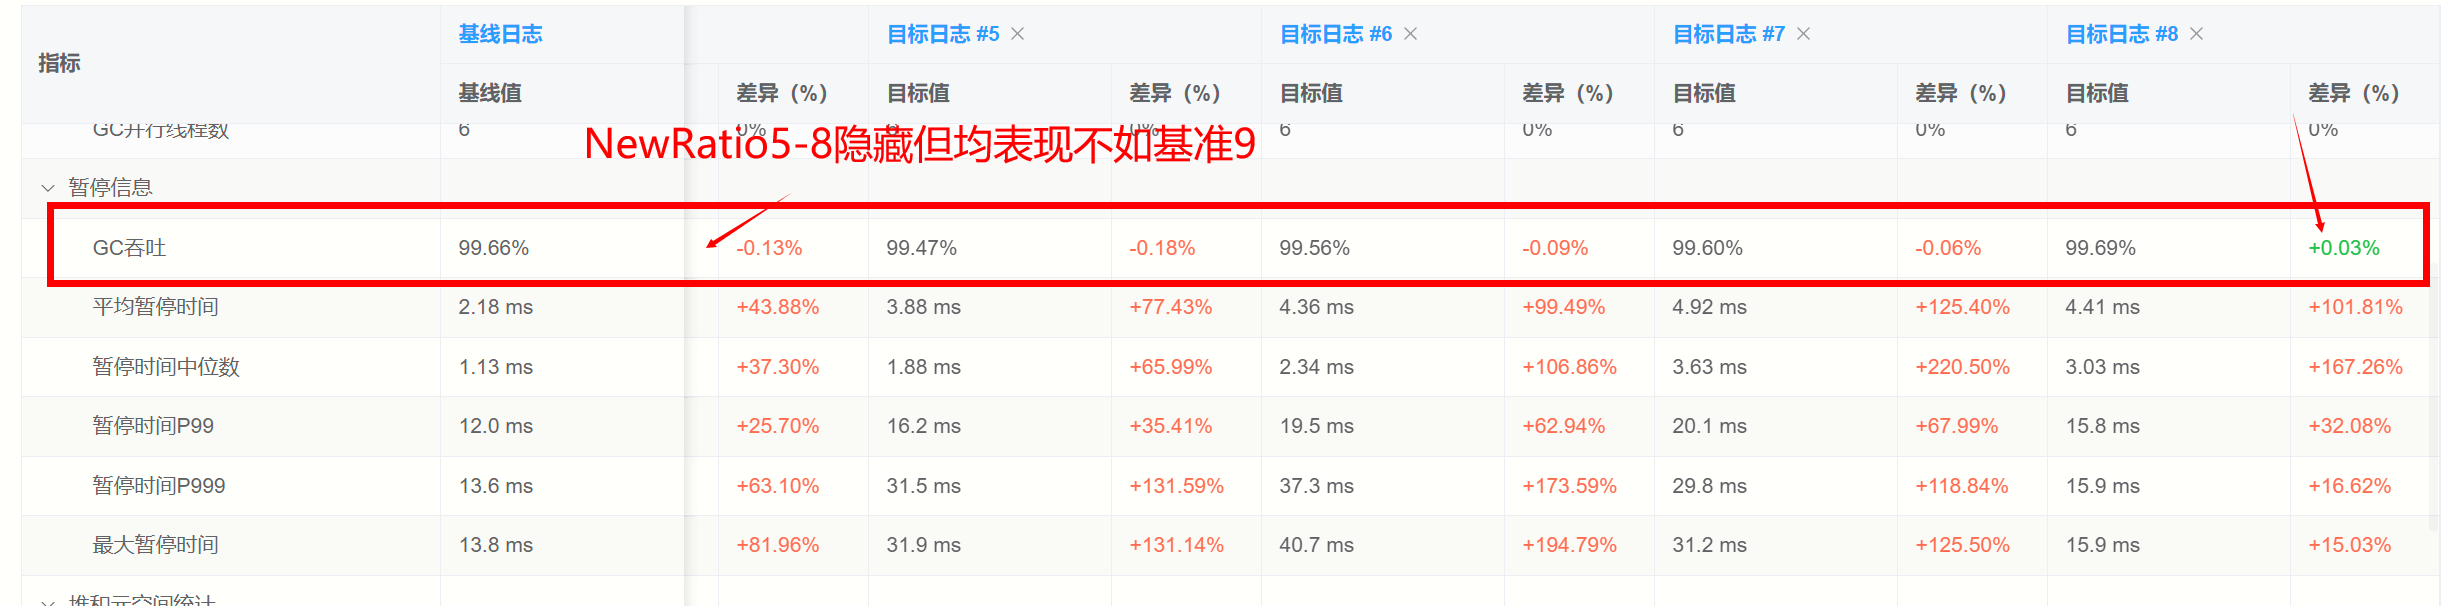 指标 基线日志 目标日志 #5 × 目标日志 #6 × 目标日志 #7 × 目标日志 #8 ×
基线值 差异（%） 目标值 差异（%） 目标值 差异（%） 目标值 差异（%） 目标值 差异（%）
GC并行线程数 6 0% 6 0% 6 0% 6 0% 6 0%
NewRatio5-8隐藏但均表现不如基准9
暂停信息
GC吞吐 99.66% -0.13% 99.47% -0.18% 99.56% -0.09% 99.60% -0.06% 99.69% +0.03%
平均暂停时间 2.18 ms +43.88% 3.88 ms +77.43% 4.36 ms +99.49% 4.92 ms +125.40% 4.41 ms +101.81%
暂停时间中位数 1.13 ms +37.30% 1.88 ms +65.99% 2.34 ms +106.86% 3.63 ms +220.50% 3.03 ms +167.26%
暂停时间P99 12.0 ms +25.70% 16.2 ms +35.41% 19.5 ms +62.94% 20.1 ms +67.99% 15.8 ms +32.08%
暂停时间P999 13.6 ms +63.10% 31.5 ms +131.59% 37.3 ms +173.59% 29.8 ms +118.84% 15.9 ms +16.62%
最大暂停时间 13.8 ms +81.96% 31.9 ms +131.14% 40.7 ms +194.79% 31.2 ms +125.50% 15.9 ms +15.03%
堆和元空间统计